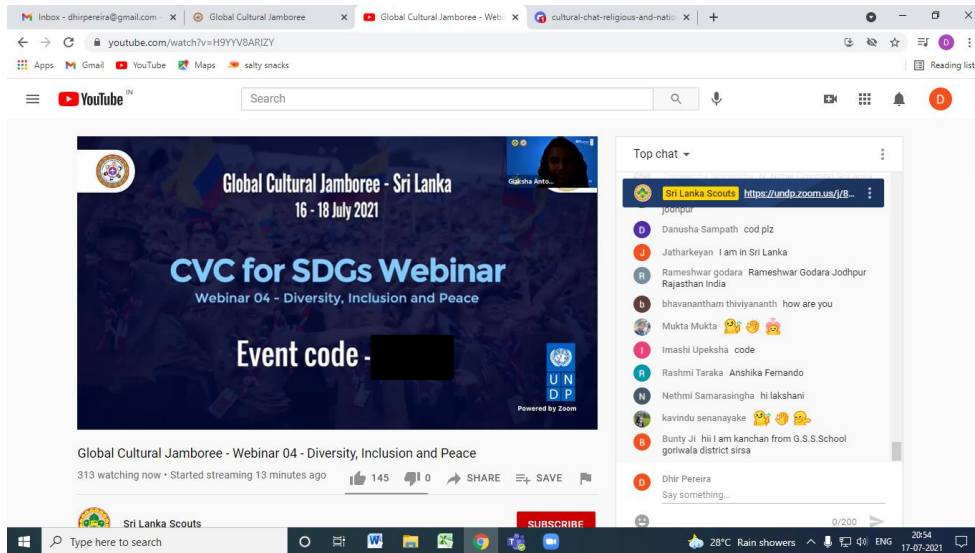 Inbox - dhirpereira@gmail.com -
Global Cultural Jamboree
Global Cultural Jamboree - Webi
cultural-chat-religious-and-natio
youtube.com/watch?v=H9YYV8ARIZY
Apps
Gmail
YouTube
Maps
salty snacks
Reading list
YouTube IN
Search
D
Global Cultural Jamboree - Sri Lanka
16 - 18 July 2021
CVC for SDGs Webinar
Webinar 04 - Diversity, Inclusion and Peace
Event code -
Giaksha Anto...
U N
D P
Powered by Zoom
Global Cultural Jamboree - Webinar 04 - Diversity, Inclusion and Peace
313 watching now • Started streaming 13 minutes ago
145
0
SHARE
SAVE
Sri Lanka Scouts
SUBSCRIBE
Top chat
Sri Lanka Scouts https://undp.zoom.us/j/8...
jodhpur
D Danusha Sampath cod plz
J Jatharkeyan I am in Sri Lanka
R Rameshwar godara Rameshwar Godara Jodhpur
Rajasthan India
b bhavanantham thiviyananth how are you
Mukta Mukta
I Imashi Upeksha code
R Rashmi Taraka Anshika Fernando
N Nethmi Samarasingha hi lakshani
kavindu senanayake
B Bunty Ji hii I am kanchan from G.S.S.School
goriwala district sirsa
D Dhir Pereira
Say something...
0/200
Type here to search
28°C Rain showers
ENG
20:54
17-07-2021